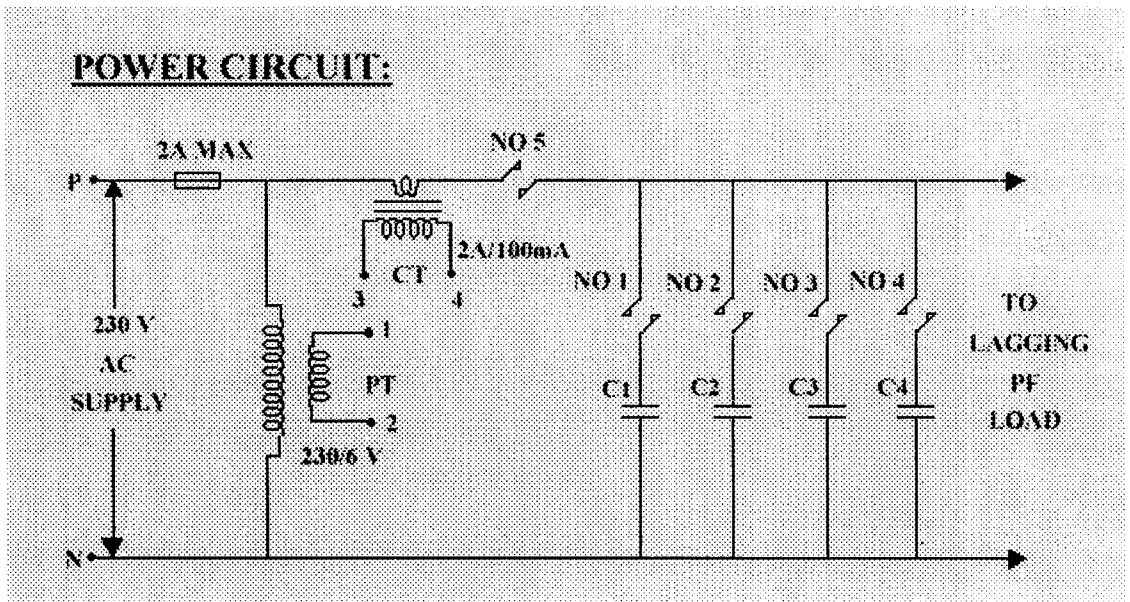 POWER CIRCUIT:
2A MAX
NO 5
P
2A/100mA
CT
3
4
NO 1
NO 2
NO 3
NO 4
230 V
AC
SUPPLY
1
PT
2
230/6 V
C1
C2
C3
C4
TO
LAGGING
PF
LOAD
N